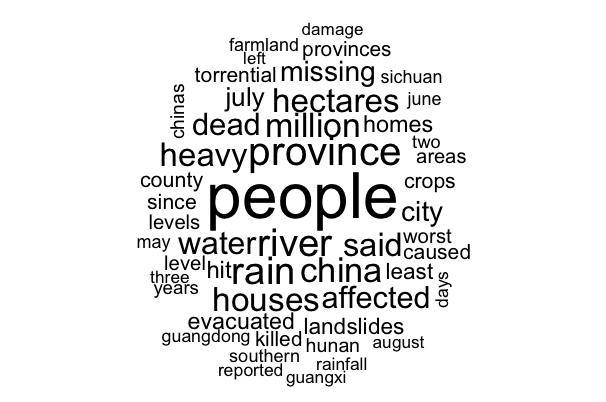 damage
farmland provinces
left
torrential missing sichuan
chinas july hectares june
dead million homes
heavy province two
areas
county people crops
since city
levels
may water river said worst
caused
level hit rain china least
three
years days
houses affected
evacuated landslides
guangdong killed hunan august
southern
reported rainfall
guangxi